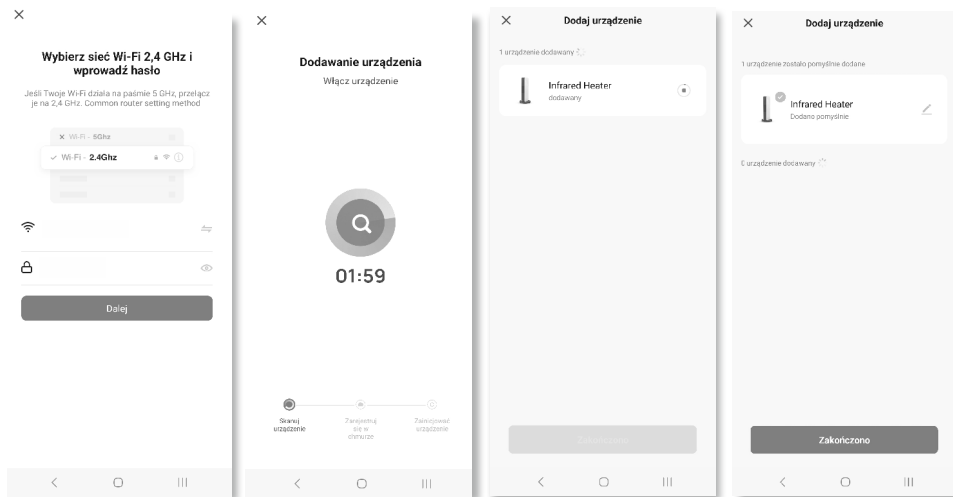 Wybierz sieć Wi-Fi 2,4 GHz i
wprowadź hasło
Jeśli Twoje Wi-Fi działa na paśmie 5 GHz, przełącz
je na 2,4 GHz. Common router setting method
Wi-Fi - 5Ghz
Wi-Fi - 2.4Ghz
Dalej
Dodawanie urządzenia
Włącz urządzenie
01:59
Skanuj
urządzenie
Zarejestruj
się w
chmurze
Zainicjować
urządzenie
Dodaj urządzenie
1 urządzenie dodawany
Infrared Heater
dodawany
Dodaj urządzenie
1 urządzenie zostało pomyślnie dodane
Infrared Heater
Dodano pomyślnie
0 urządzenie dodawany
Zakończono